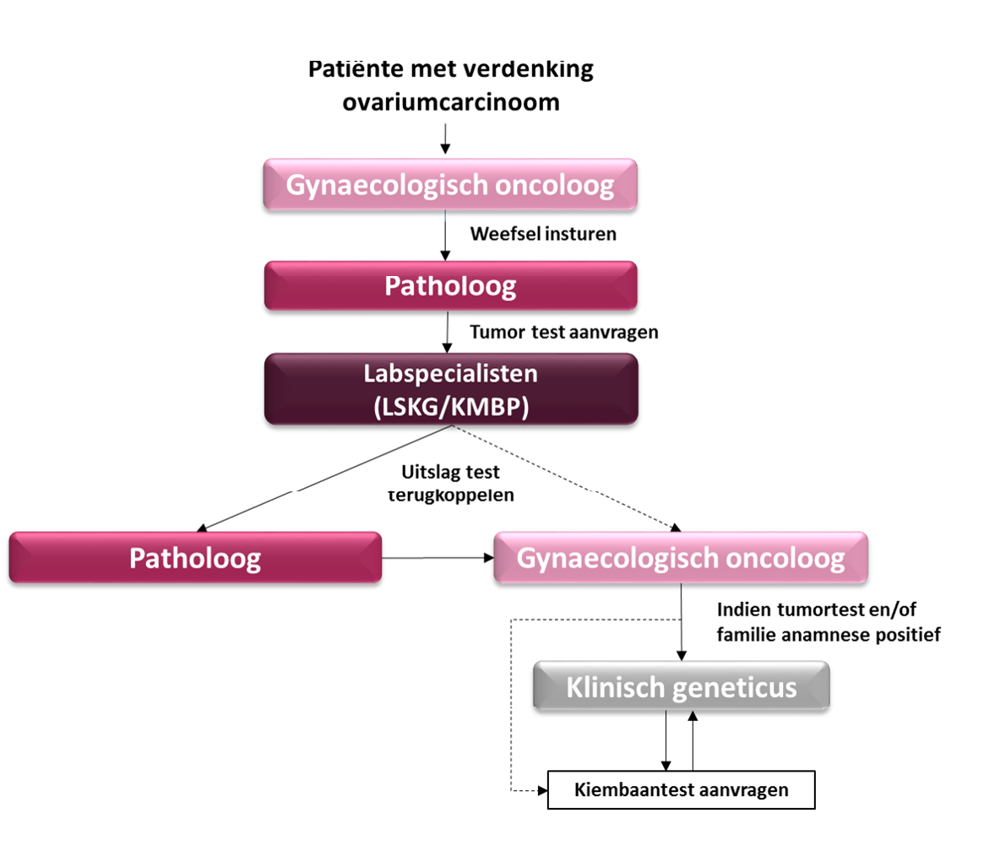 Patiënte met verdenking
ovariumcarcinoom
Gynaecologisch oncoloog
Weefsel insturen
Patholoog
Tumor test aanvragen
Labspecialisten
(LSKG/KMBP)
Uitslag test
terugkoppelen
Patholoog
Gynaecologisch oncoloog
Indien tumortest en/of
familie anamnese positief
Klinisch geneticus
Kiembaantest aanvragen